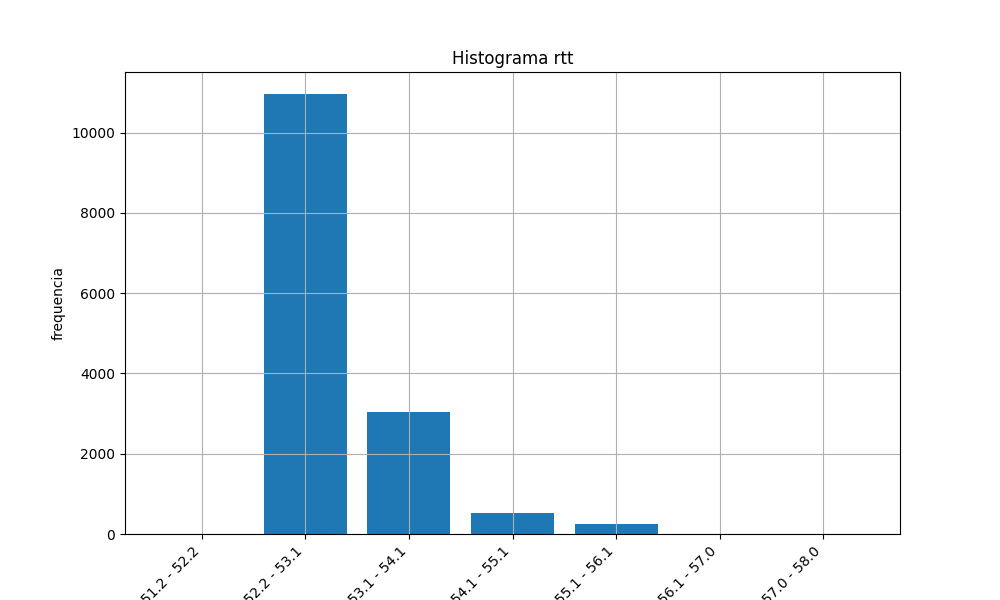 Histograma rtt
10000
8000
6000
4000
2000
0
frequencia
51.2 - 52.2
52.2 - 53.1
53.1 - 54.1
54.1 - 55.1
55.1 - 56.1
56.1 - 57.0
57.0 - 58.0